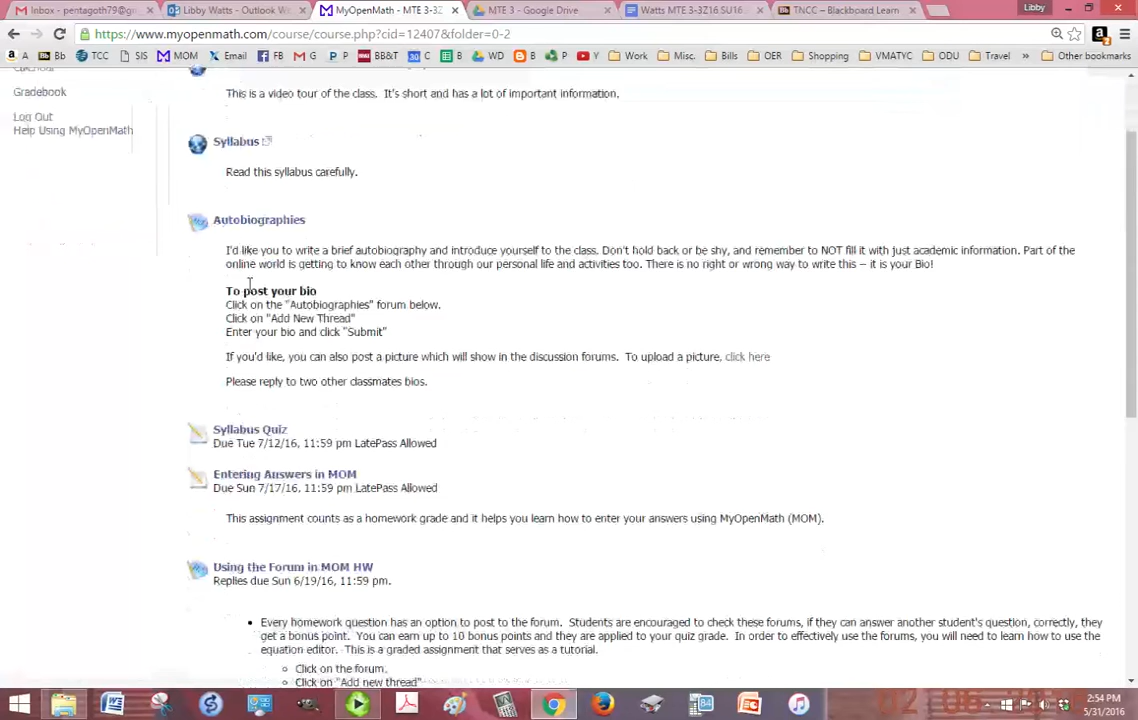 Inbox - pentagoth79@gm
Libby Watts - Outlook W
MyOpenMath - MTE 3-3Z
MTE 3 - Google Drive
Watts MTE 3-3Z16 SU16
TNCC – Blackboard Learn
Libby
https://www.myopenmath.com/course/course.php?cid=12407&folder=0-2
A Bb TCC SIS MOM Email FB G P BB&T C B WD B P Y Work Misc. Bills OER Shopping VMATYC ODU Travel » Other bookmarks
Calendar
Gradebook
Log Out
Help Using MyOpenMath
This is a video tour of the class. It's short and has a lot of important information.
Syllabus
Read this syllabus carefully.
Autobiographies
I'd like you to write a brief autobiography and introduce yourself to the class. Don't hold back or be shy, and remember to NOT fill it with just academic information. Part of the
online world is getting to know each other through our personal life and activities too. There is no right or wrong way to write this – it is your Bio!
To post your bio
Click on the "Autobiographies" forum below.
Click on "Add New Thread"
Enter your bio and click "Submit"
If you'd like, you can also post a picture which will show in the discussion forums. To upload a picture, click here
Please reply to two other classmates bios.
Syllabus Quiz
Due Tue 7/12/16, 11:59 pm LatePass Allowed
Entering Answers in MOM
Due Sun 7/17/16, 11:59 pm LatePass Allowed
This assignment counts as a homework grade and it helps you learn how to enter your answers using MyOpenMath (MOM).
Using the Forum in MOM HW
Replies due Sun 6/19/16, 11:59 pm.
Every homework question has an option to post to the forum. Students are encouraged to check these forums, if they can answer another student's question, correctly, they
get a bonus point. You can earn up to 10 bonus points and they are applied to your quiz grade. In order to effectively use the forums, you will need to learn how to use the
equation editor. This is a graded assignment that serves as a tutorial.
Click on the forum.
Click on "Add new thread"
2:54 PM
5/31/2016